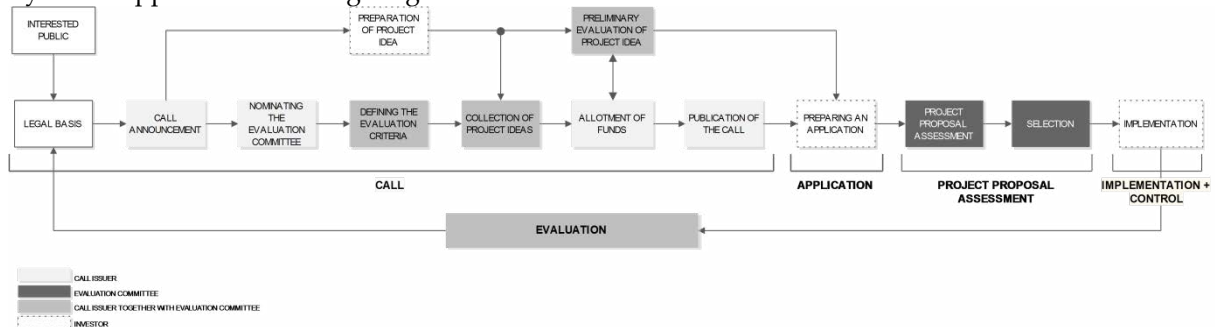 INTERESTED
PUBLIC
PREPARATION
OF PROJECT
IDEA
PRELIMINARY
EVALUATION OF
PROJECT IDEA
LEGAL BASIS
CALL
ANNOUNCEMENT
NOMINATING
THE
EVALUATION
COMMITTEE
DEFINING THE
EVALUATION
CRITERIA
COLLECTION OF
PROJECT IDEAS
ALLOTMENT OF
FUNDS
PUBLICATION OF
THE CALL
PREPARING AN
APPLICATION
PROJECT
PROPOSAL
ASSESSMENT
SELECTION
IMPLEMENTATION
CALL
APPLICATION
PROJECT PROPOSAL
ASSESSMENT
IMPLEMENTATION +
CONTROL
EVALUATION
CALL ISSUER
EVALUATION COMMITTEE
CALL ISSUER TOGETHER WITH EVALUATION COMMITTEE
INVESTOR